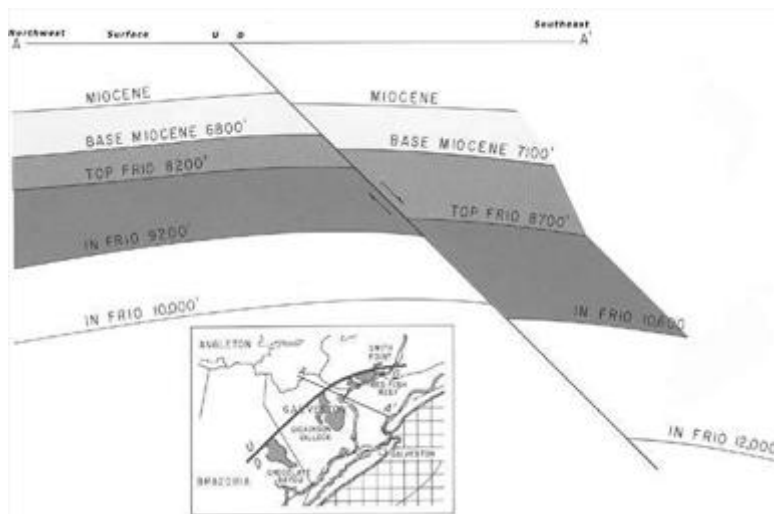 Northwest Surface U D Southeast
A A'
MIOCENE MIOCENE
BASE MIOCENE 6800' BASE MIOCENE 7100'
TOP FRIO 8200' TOP FRIO 8700'
IN FRIO 9200'
IN FRIO 10,000' IN FRIO 10,600
IN FRIO 12,000
ANGLETON
SMITH POINT
A
RED FISH REEF
GALVESTON
DICKINSON GILLOCK
A'
U
D
GALVESTON
CHOCOLATE BAYOU
BRAZORIA